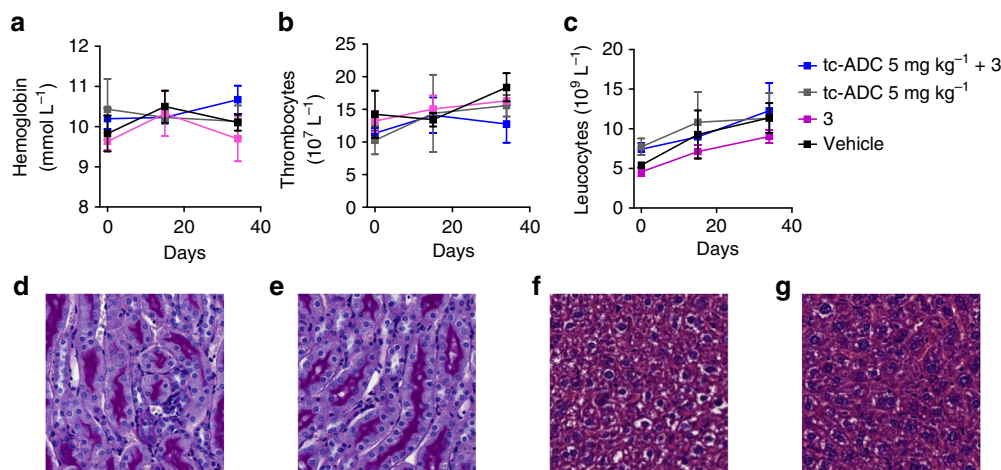 a
Hemoglobin
(mmol L⁻¹)
12
11
10
9
8
0
20
40
Days
b
Thrombocytes
(10⁷ L⁻¹)
25
20
15
10
5
0
0
20
40
Days
c
Leucocytes (10⁹ L⁻¹)
20
15
10
5
0
0
20
40
Days
tc-ADC 5 mg kg⁻¹ + 3
tc-ADC 5 mg kg⁻¹
3
Vehicle
d
e
f
g